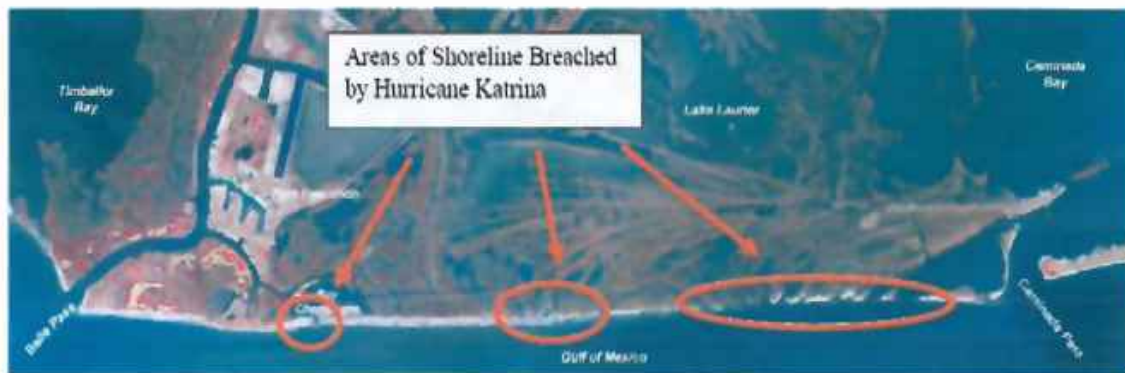 Areas of Shoreline Breached
by Hurricane Katrina
Timbalier
Bay
Caminada
Bay
Lake Laurier
Belle Pass
Gulf of Mexico
Caminada Pass